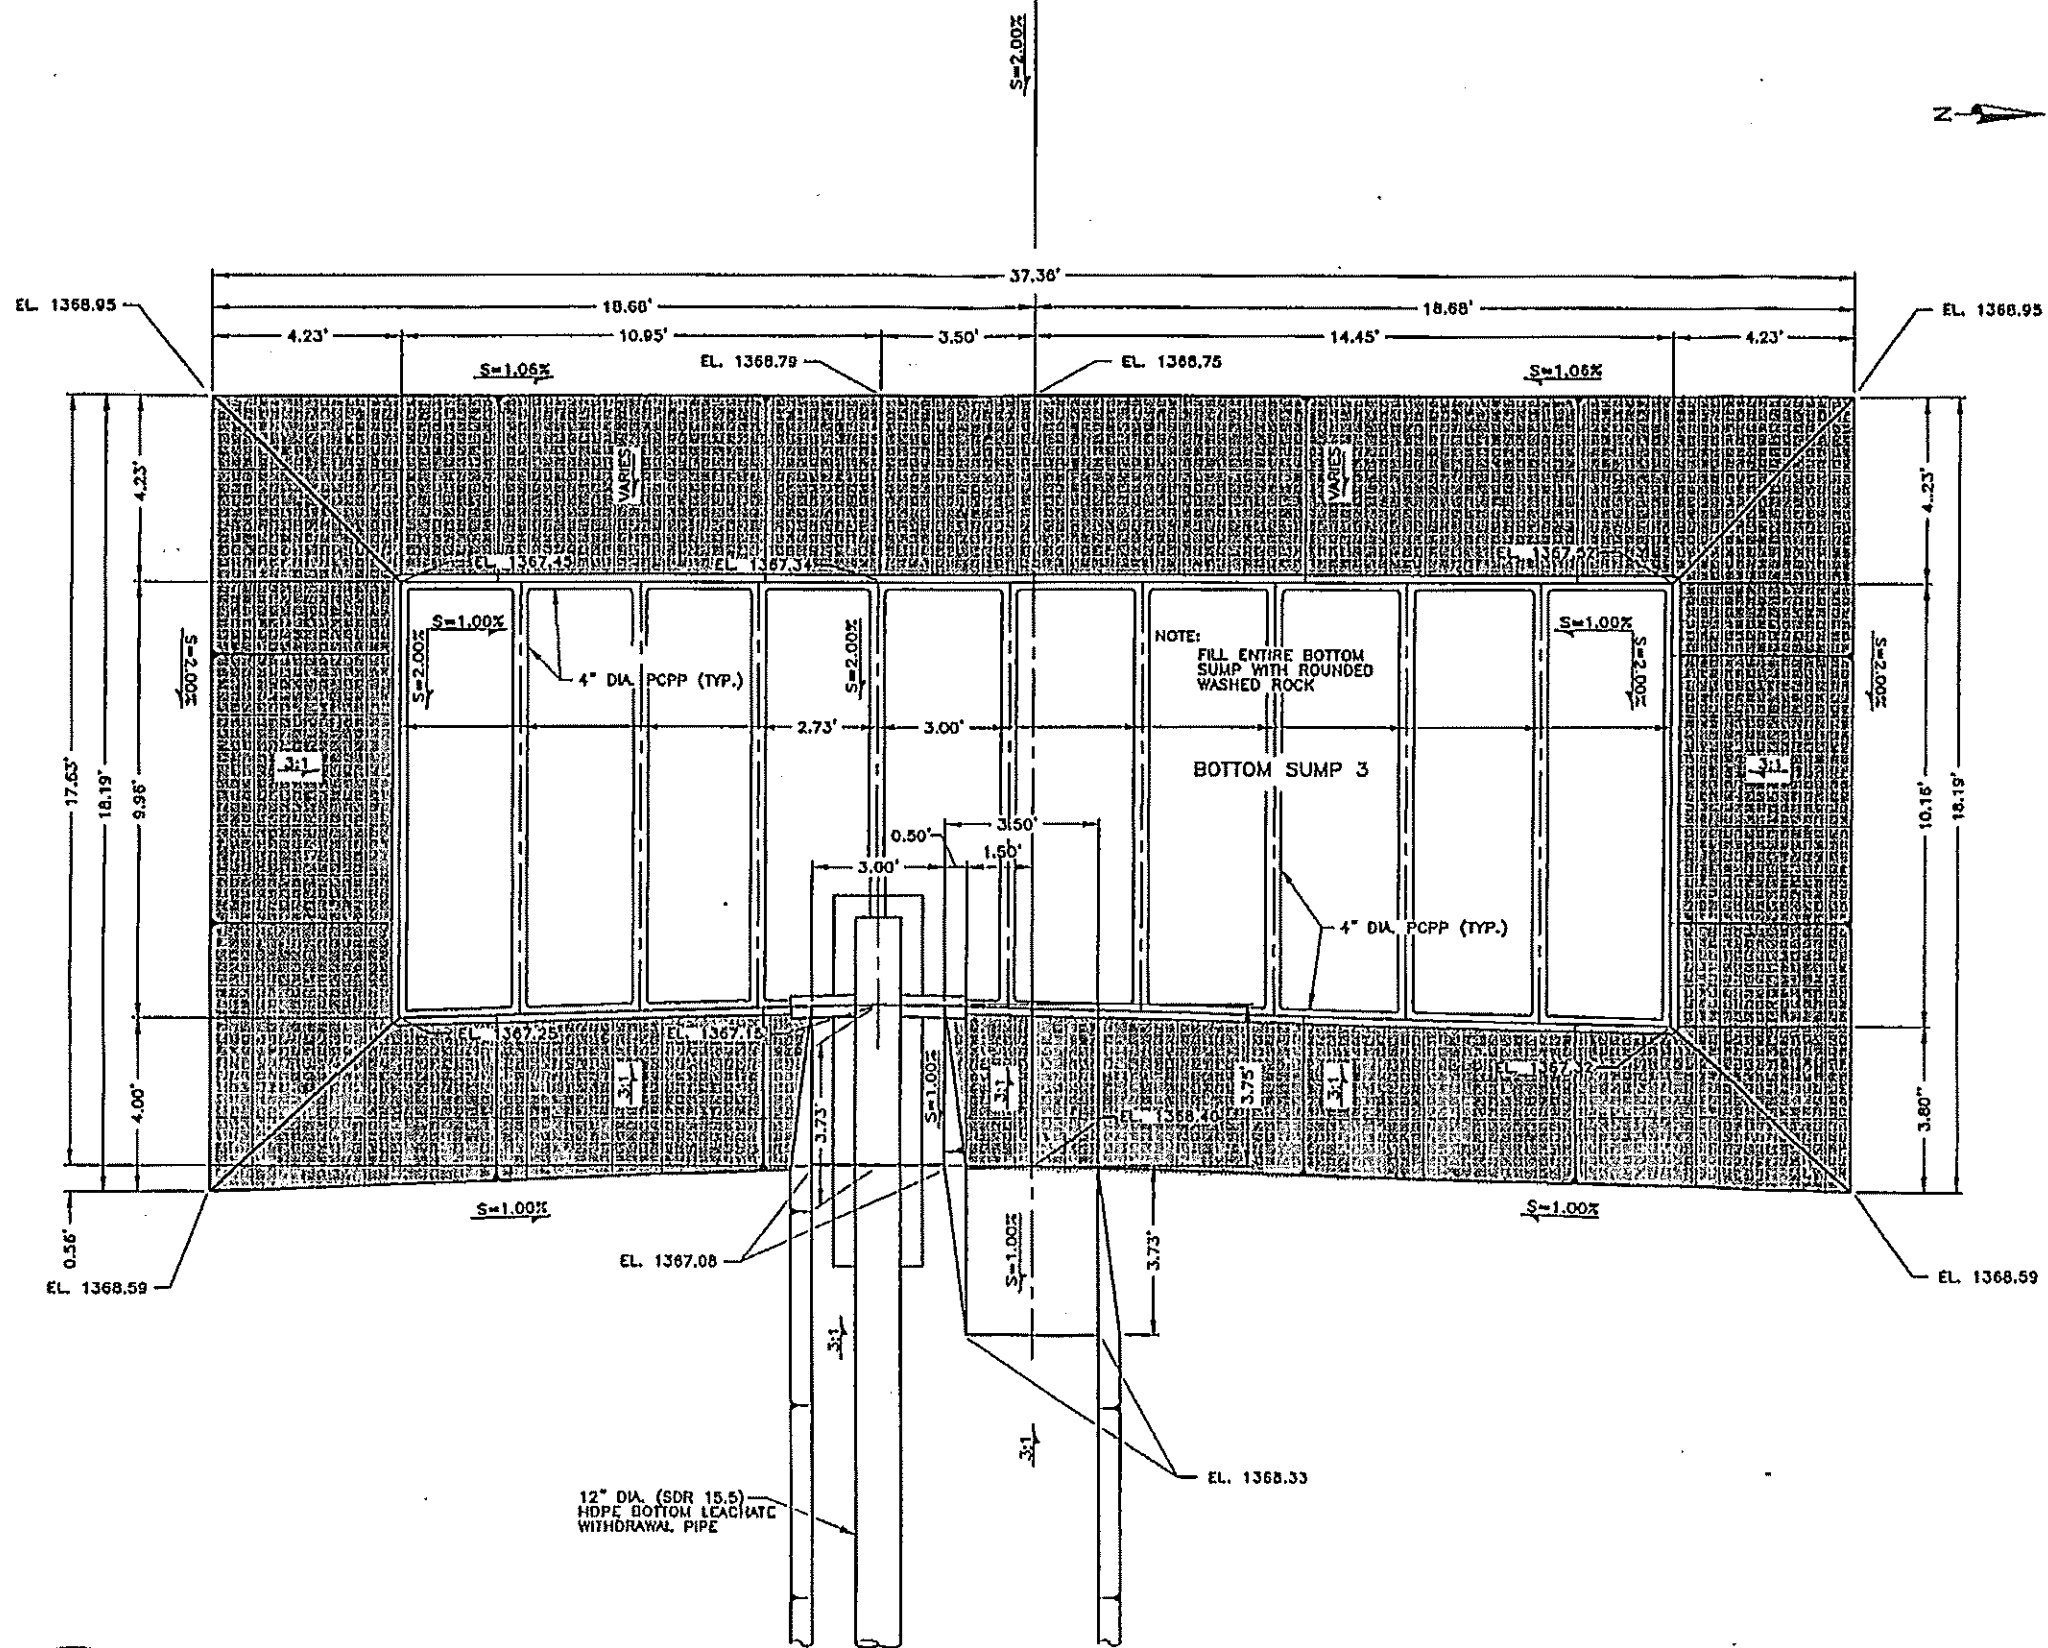 S=2.00%
N
37.36'
18.68'
18.68'
EL. 1368.95
EL. 1368.95
4.23'
10.95'
3.50'
14.45'
4.23'
EL. 1368.79
EL. 1368.75
S=1.06%
S=1.06%
VARIES
VARIES
4.23'
4.23'
EL. 1367.45
EL. 1367.34
EL. 1367.52
S=1.00%
S=1.00%
S=2.00%
S=2.00%
S=2.00%
S=2.00%
S=2.00%
4" DIA. PCPP (TYP.)
NOTE:
FILL ENTIRE BOTTOM
SUMP WITH ROUNDED
WASHED ROCK
2.73'
3.00'
BOTTOM SUMP 3
3:1
3:1
17.63'
18.19'
9.96'
10.16'
18.19'
3.50'
0.50'
1.50'
3.00'
4" DIA. PCPP (TYP.)
EL. 1367.25
EL. 1367.15
3:1
S=1.00%
3:1
3.75'
3:1
3.73'
EL. 1368.40
4.00'
3.80'
S=1.00%
S=1.00%
0.56'
EL. 1367.08
S=1.00%
3.73'
EL. 1368.59
EL. 1368.59
3:1
3:1
EL. 1368.33
12" DIA. (SDR 15.5)
HDPE BOTTOM LEACHATE
WITHDRAWAL PIPE